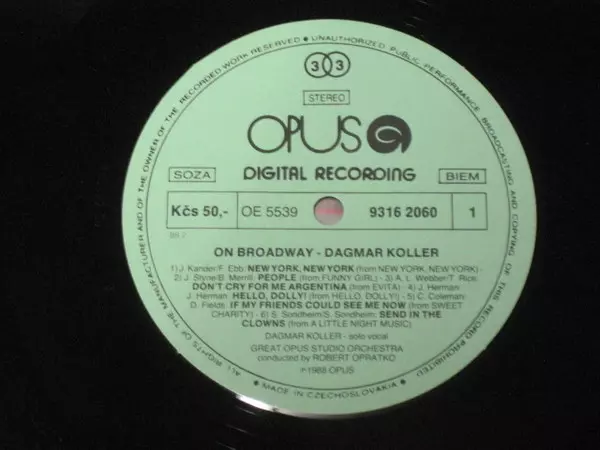 ALL RIGHTS OF THE MANUFACTURER AND OF THE OWNER OF THE RECORDED WORK RESERVED • UNAUTHORIZED PUBLIC PERFORMANCE BROADCASTING AND COPYING OF THIS RECORD PROHIBITED
• MADE IN CZECHOSLOVAKIA •
33
STEREO
OPUS
SOZA DIGITAL RECORDING BIEM
Kčs 50,- OE 5539 9316 2060 1
ON BROADWAY - DAGMAR KOLLER
1) J. Kander/F. Ebb: NEW YORK, NEW YORK (from NEW YORK, NEW YORK) -
2) J. Styne/B. Merrill: PEOPLE (from FUNNY GIRL) - 3) A. L. Webber/T. Rice:
DON'T CRY FOR ME ARGENTINA (from EVITA) - 4) J. Herman/
J. Herman: HELLO, DOLLY! (from HELLO, DOLLY!) - 5) C. Coleman/
D. Fields: IF MY FRIENDS COULD SEE ME NOW (from SWEET
CHARITY) - 6) S. Sondheim/S. Sondheim: SEND IN THE
CLOWNS (from A LITTLE NIGHT MUSIC)
DAGMAR KOLLER - solo vocal
GREAT OPUS STUDIO ORCHESTRA
conducted by ROBERT OPRATKO
℗ 1988 OPUS